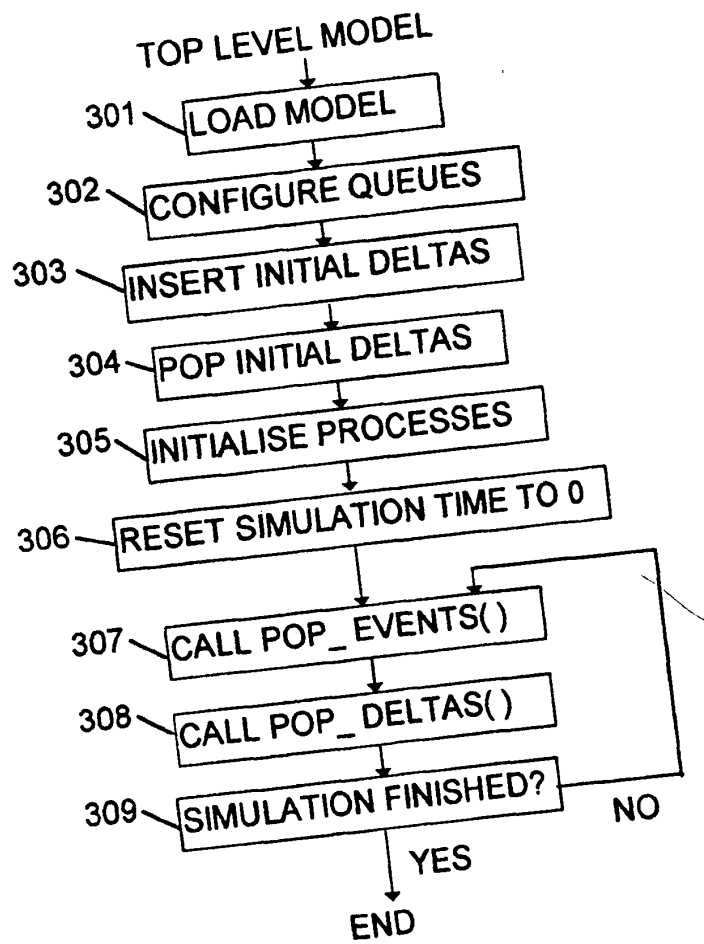 TOP LEVEL MODEL
301 LOAD MODEL
302 CONFIGURE QUEUES
303 INSERT INITIAL DELTAS
304 POP INITIAL DELTAS
305 INITIALISE PROCESSES
306 RESET SIMULATION TIME TO 0
307 CALL POP_ EVENTS( )
308 CALL POP_ DELTAS( )
309 SIMULATION FINISHED?
NO
YES
END